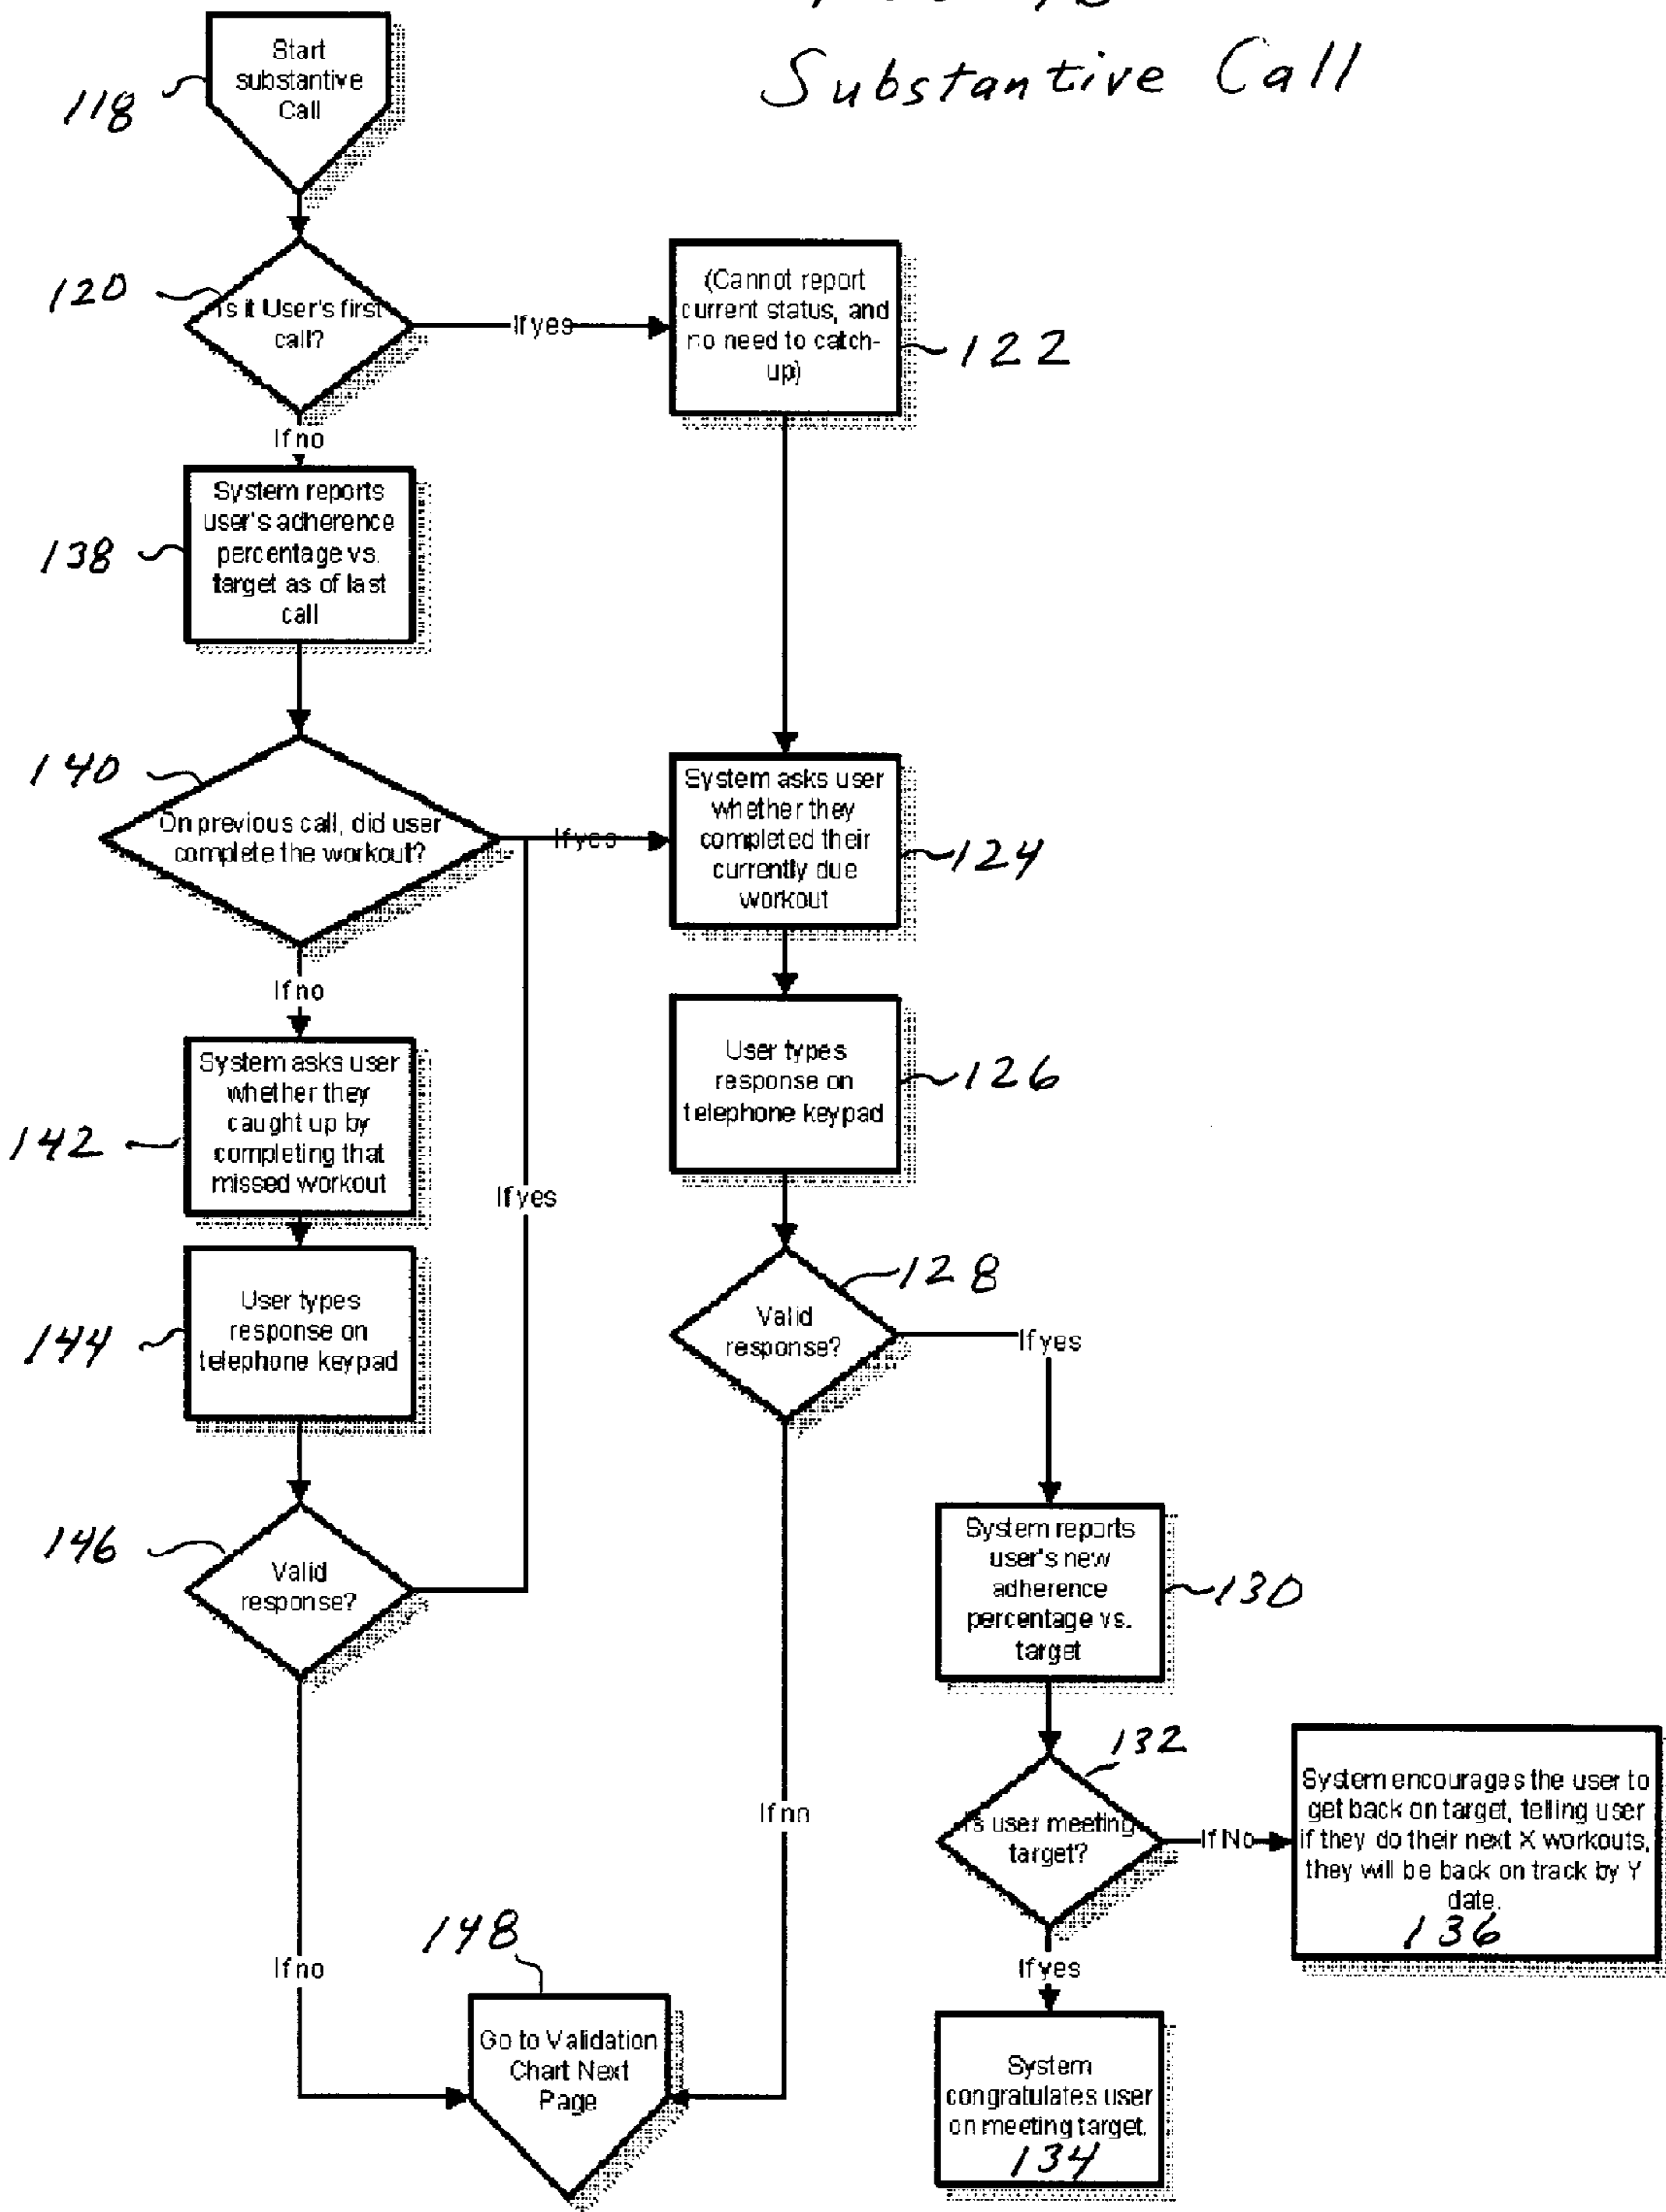 Substantive Call
Start
substantive
Call
118
Is it User's first
call?
120
If yes
(Cannot report
current status, and
no need to catch-
up)
122
If no
System reports
user's adherence
percentage vs.
target as of last
call
138
On previous call, did user
complete the workout?
140
If yes
System asks user
whether they
completed their
currently due
workout
124
If no
System asks user
whether they
caught up by
completing that
missed workout
142
User types
response on
telephone keypad
126
If yes
User types
response on
telephone keypad
144
Valid
response?
128
If yes
Valid
response?
146
System reports
user's new
adherence
percentage vs.
target
130
132
Is user meeting
target?
If No
System encourages the user to
get back on target, telling user
if they do their next X workouts,
they will be back on track by Y
date.
136
If no
If no
148
Go to Validation
Chart Next
Page
If yes
System
congratulates user
on meeting target.
134